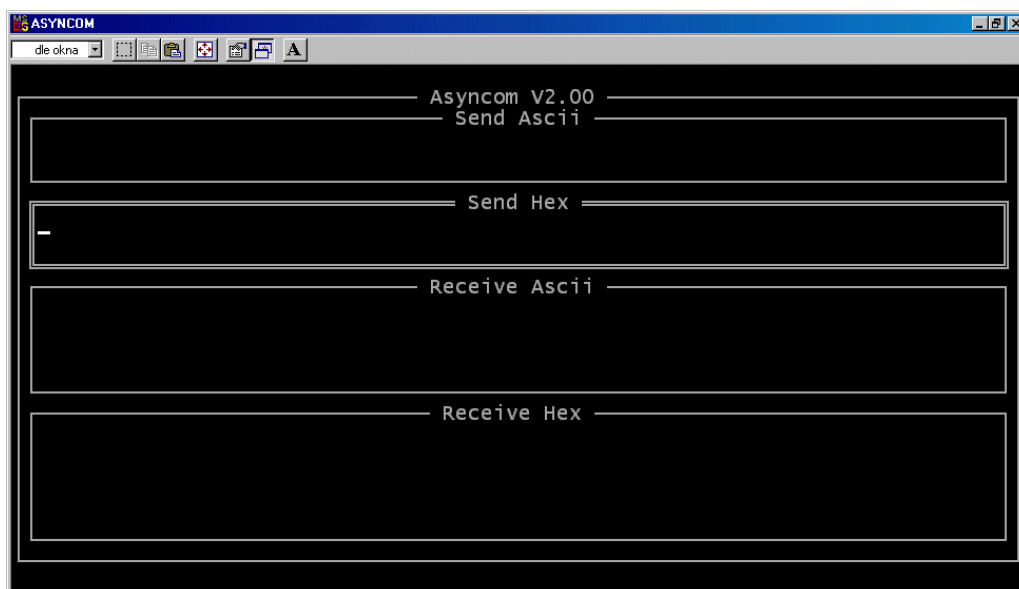 ASYNCOM
dle okna
A
Asyncom V2.00
Send Ascii
Send Hex
Receive Ascii
Receive Hex